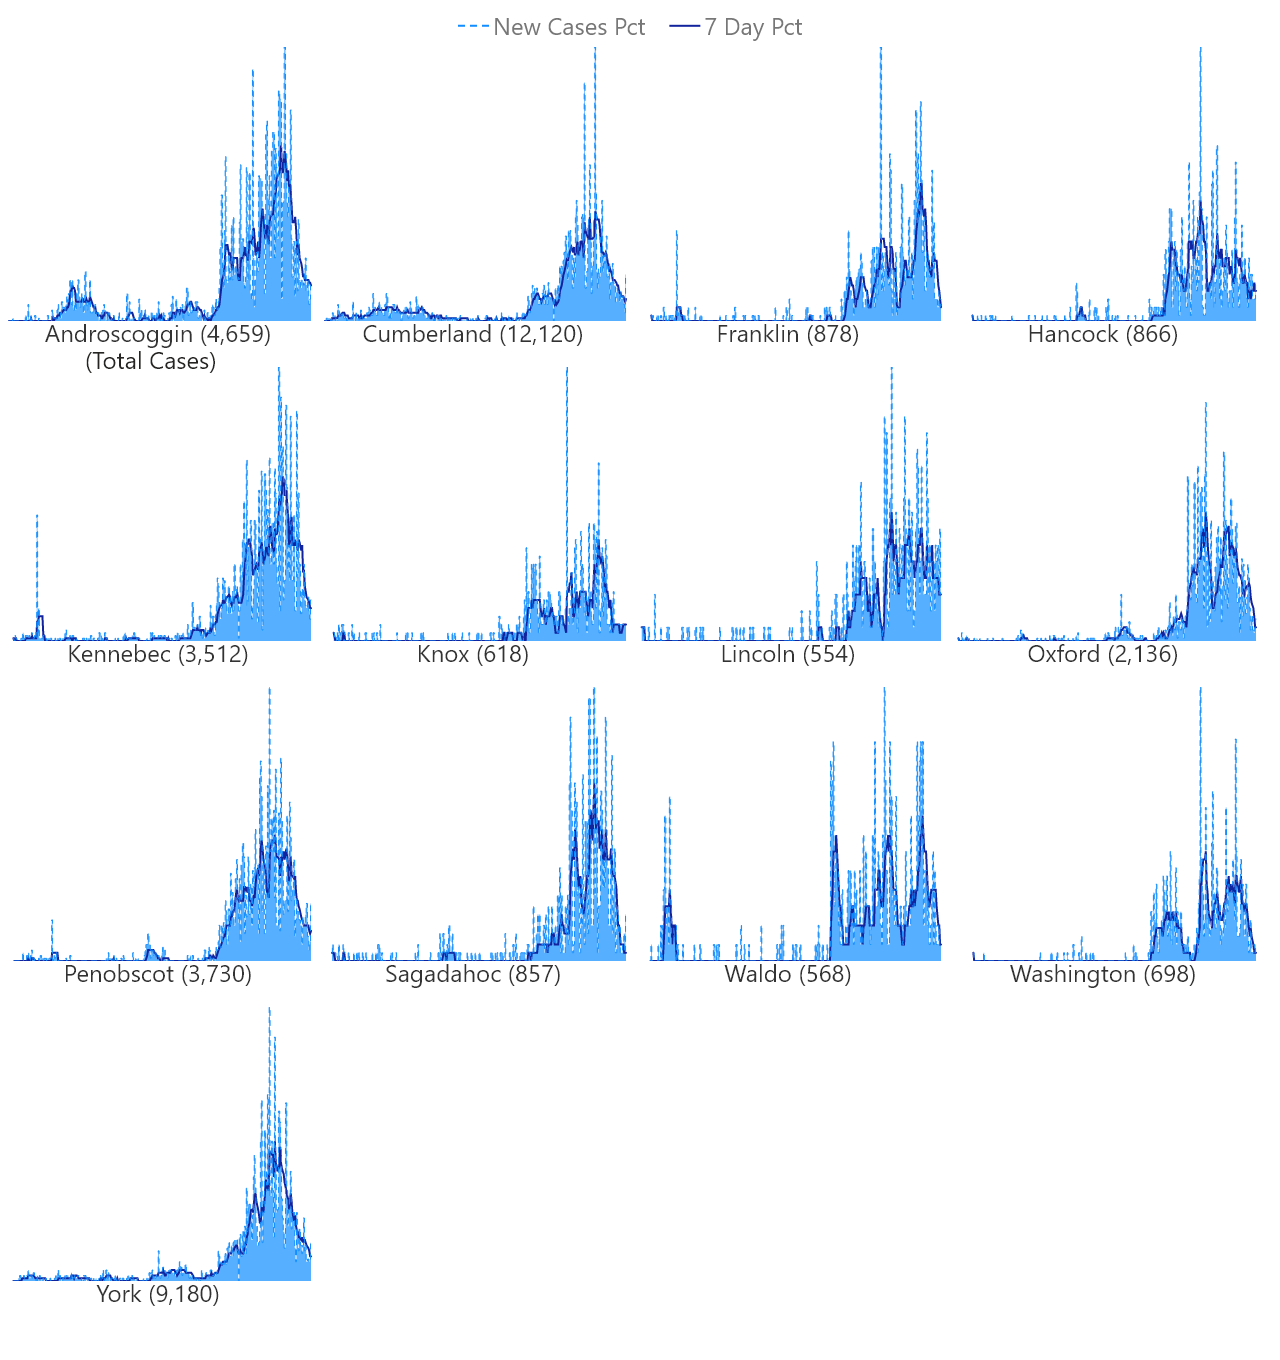 New Cases Pct 7 Day Pct
Androscoggin (4,659)
(Total Cases)
Cumberland (12,120)
Franklin (878)
Hancock (866)
Kennebec (3,512)
Knox (618)
Lincoln (554)
Oxford (2,136)
Penobscot (3,730)
Sagadahoc (857)
Waldo (568)
Washington (698)
York (9,180)